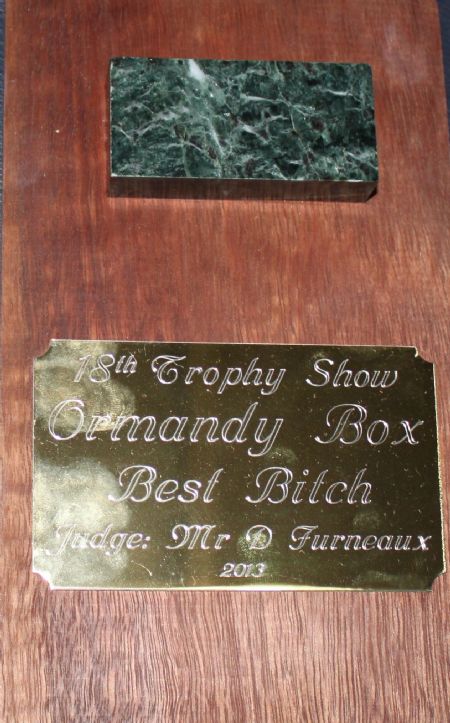 18th Trophy Show
Ormandy Box
Best Bitch
Judge: Mr D Furneaux
2013